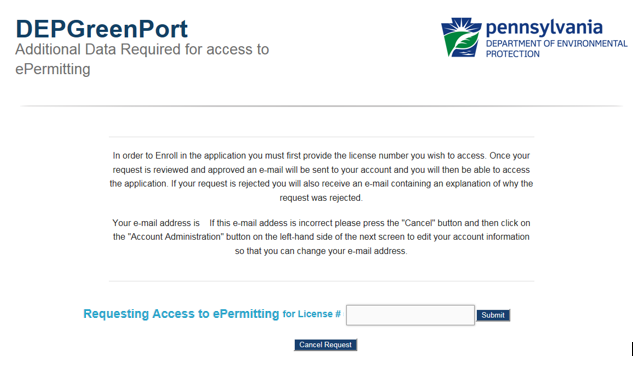 DEPGreenPort
Additional Data Required for access to
ePermitting
pennsylvania
DEPARTMENT OF ENVIRONMENTAL
PROTECTION
In order to Enroll in the application you must first provide the license number you wish to access. Once your
request is reviewed and approved an e-mail will be sent to your account and you will then be able to access
the application. If your request is rejected you will also receive an e-mail containing an explanation of why the
request was rejected.
Your e-mail address is    If this e-mail addess is incorrect please press the "Cancel" button and then click on
the "Account Administration" button on the left-hand side of the next screen to edit your account information
so that you can change your e-mail address.
Requesting Access to ePermitting for License # Submit
Cancel Request